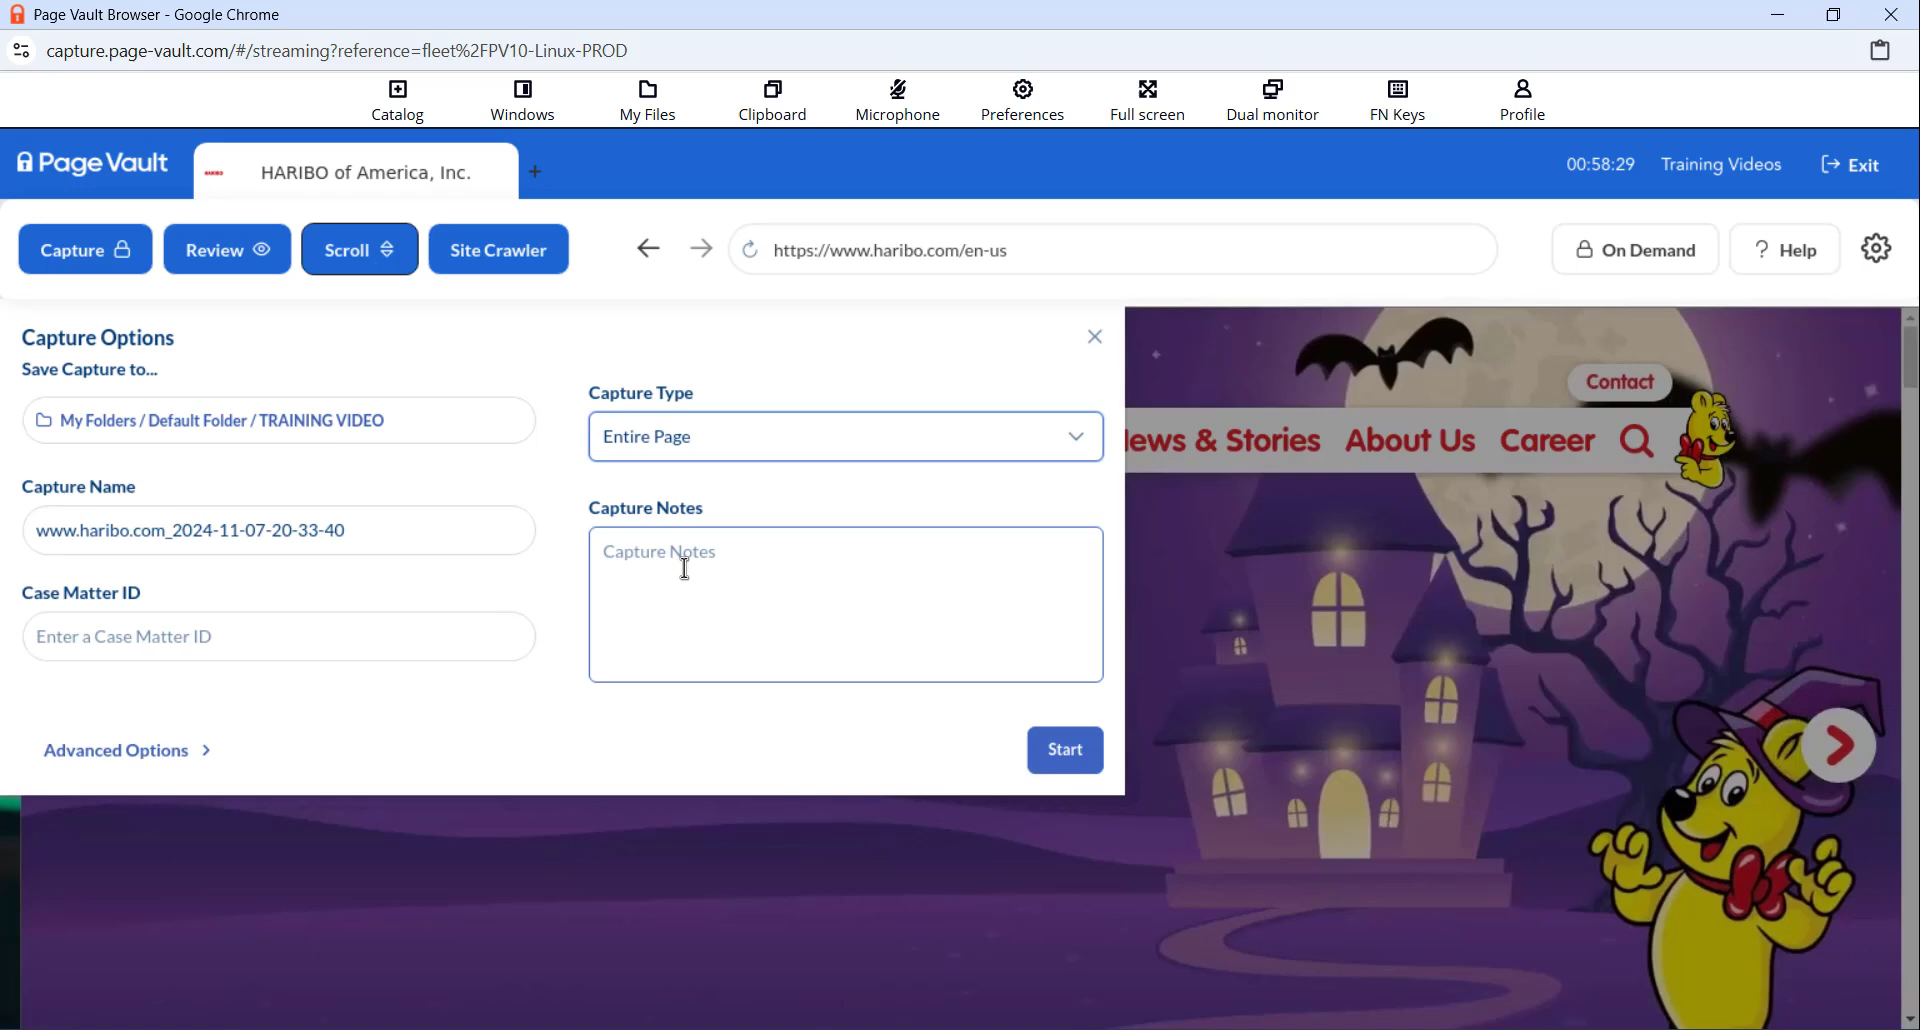 Page Vault Browser - Google Chrome
capture.page-vault.com/#/streaming?reference=fleet%2FPV10-Linux-PROD
Catalog Windows My Files Clipboard Microphone Preferences Full screen Dual monitor FN Keys Profile
Page Vault HARIBO HARIBO of America, Inc. + 00:58:29 Training Videos Exit
Capture Review Scroll Site Crawler https://www.haribo.com/en-us On Demand ? Help
Capture Options
Save Capture to...
My Folders / Default Folder / TRAINING VIDEO
Capture Name
www.haribo.com_2024-11-07-20-33-40
Case Matter ID
Enter a Case Matter ID
Advanced Options
Capture Type
Entire Page
Capture Notes
Capture Notes
Start
Contact
ews & Stories About Us Career